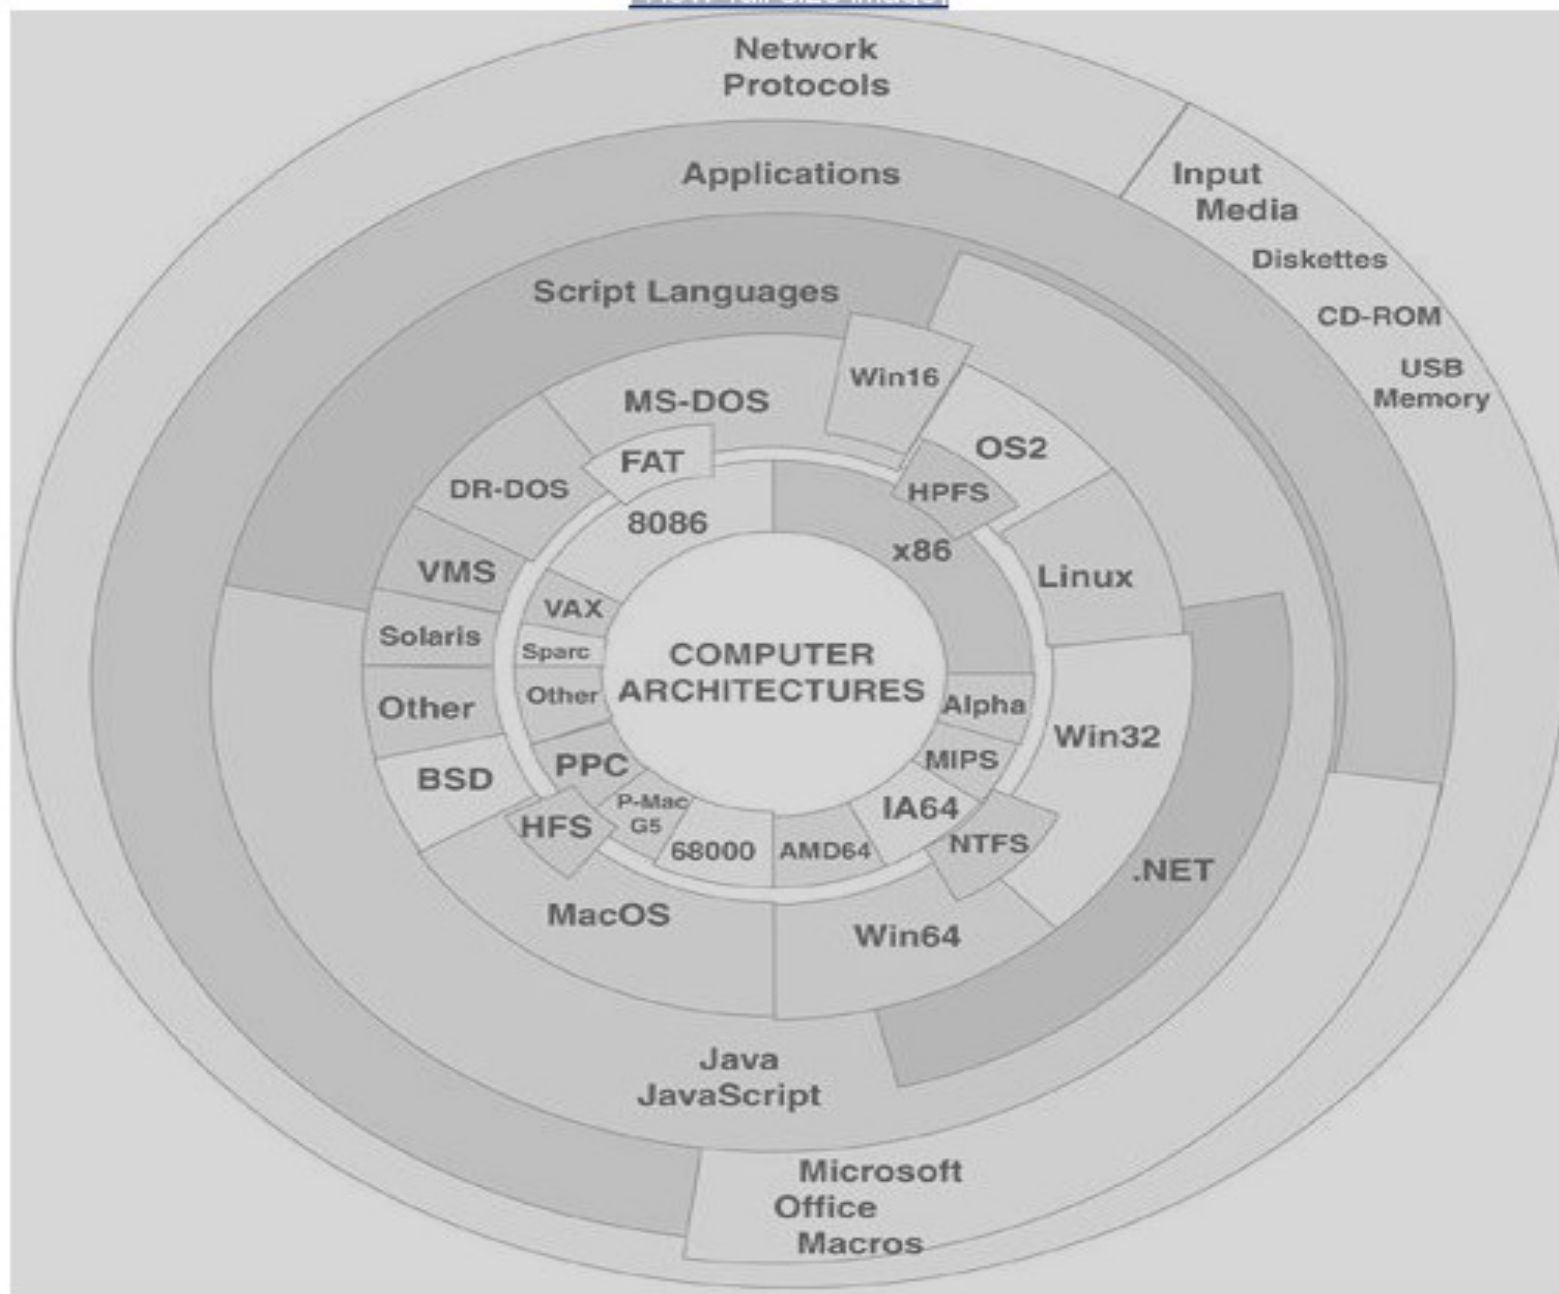 Network
Protocols
Applications
Input
Media
Diskettes
CD-ROM
USB
Memory
Script Languages
Win16
MS-DOS
OS2
FAT
HPFS
DR-DOS
8086
x86
VMS
Linux
VAX
Solaris
Sparc
COMPUTER
ARCHITECTURES
Other
Other
Alpha
Win32
MIPS
BSD
PPC
P-Mac
G5
IA64
HFS
68000
AMD64
NTFS
.NET
MacOS
Win64
Java
JavaScript
Microsoft
Office
Macros